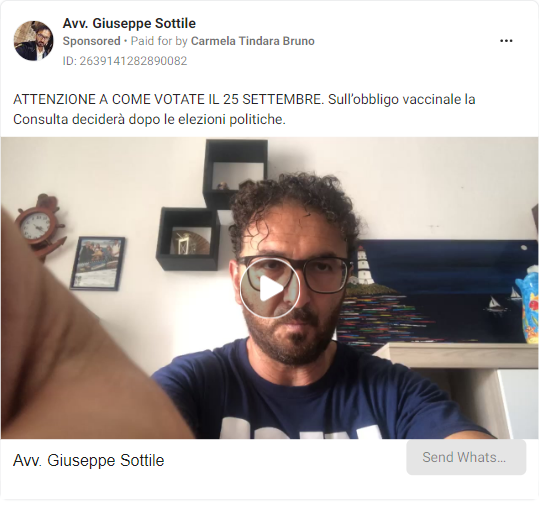 Avv. Giuseppe Sottile
Sponsored • Paid for by Carmela Tindara Bruno
ID: 2639141282890082
ATTENZIONE A COME VOTATE IL 25 SETTEMBRE. Sull'obbligo vaccinale la
Consulta deciderà dopo le elezioni politiche.
Avv. Giuseppe Sottile
Send Whats...